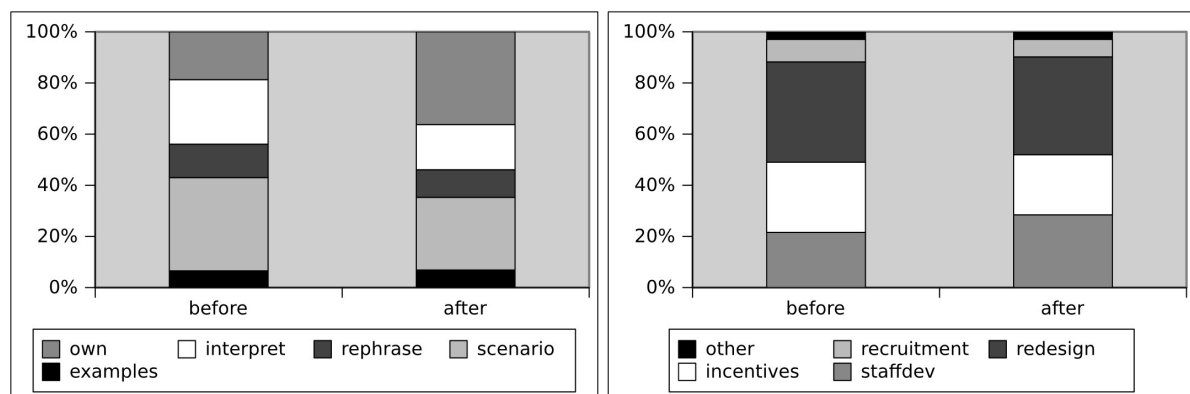 100%
80%
60%
40%
20%
0%
before after
own interpret rephrase scenario
examples
100%
80%
60%
40%
20%
0%
before after
other recruitment redesign
incentives staffdev